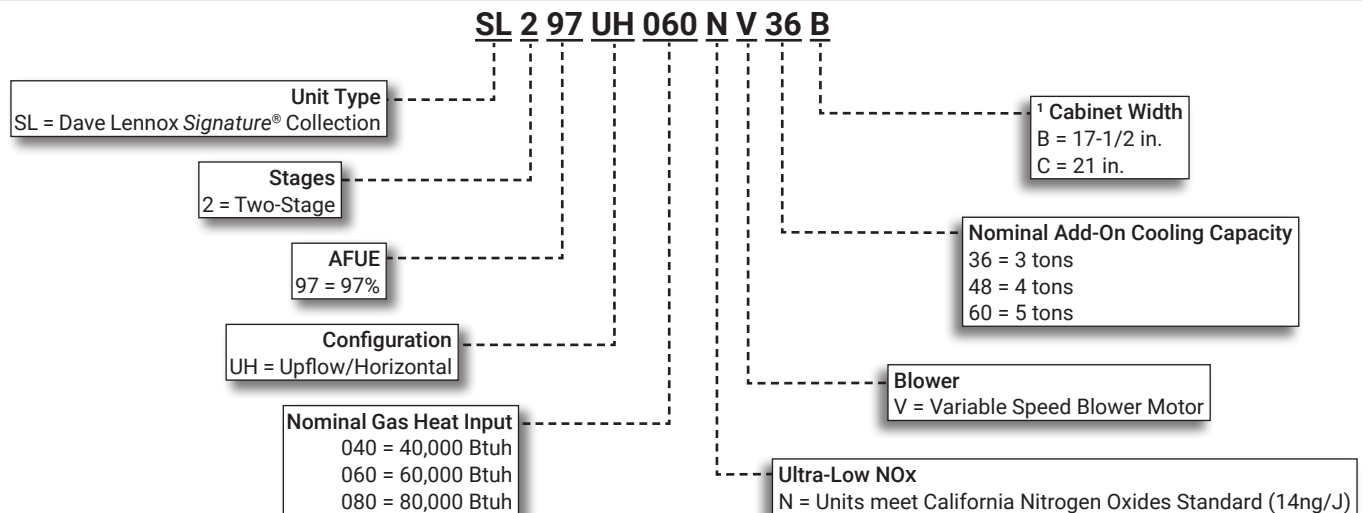 SL 2 97 UH 060 N V 36 B
Unit Type
SL = Dave Lennox Signature® Collection
Stages
2 = Two-Stage
AFUE
97 = 97%
Configuration
UH = Upflow/Horizontal
Nominal Gas Heat Input
040 = 40,000 Btuh
060 = 60,000 Btuh
080 = 80,000 Btuh
¹ Cabinet Width
B = 17-1/2 in.
C = 21 in.
Nominal Add-On Cooling Capacity
36 = 3 tons
48 = 4 tons
60 = 5 tons
Blower
V = Variable Speed Blower Motor
Ultra-Low NOx
N = Units meet California Nitrogen Oxides Standard (14ng/J)